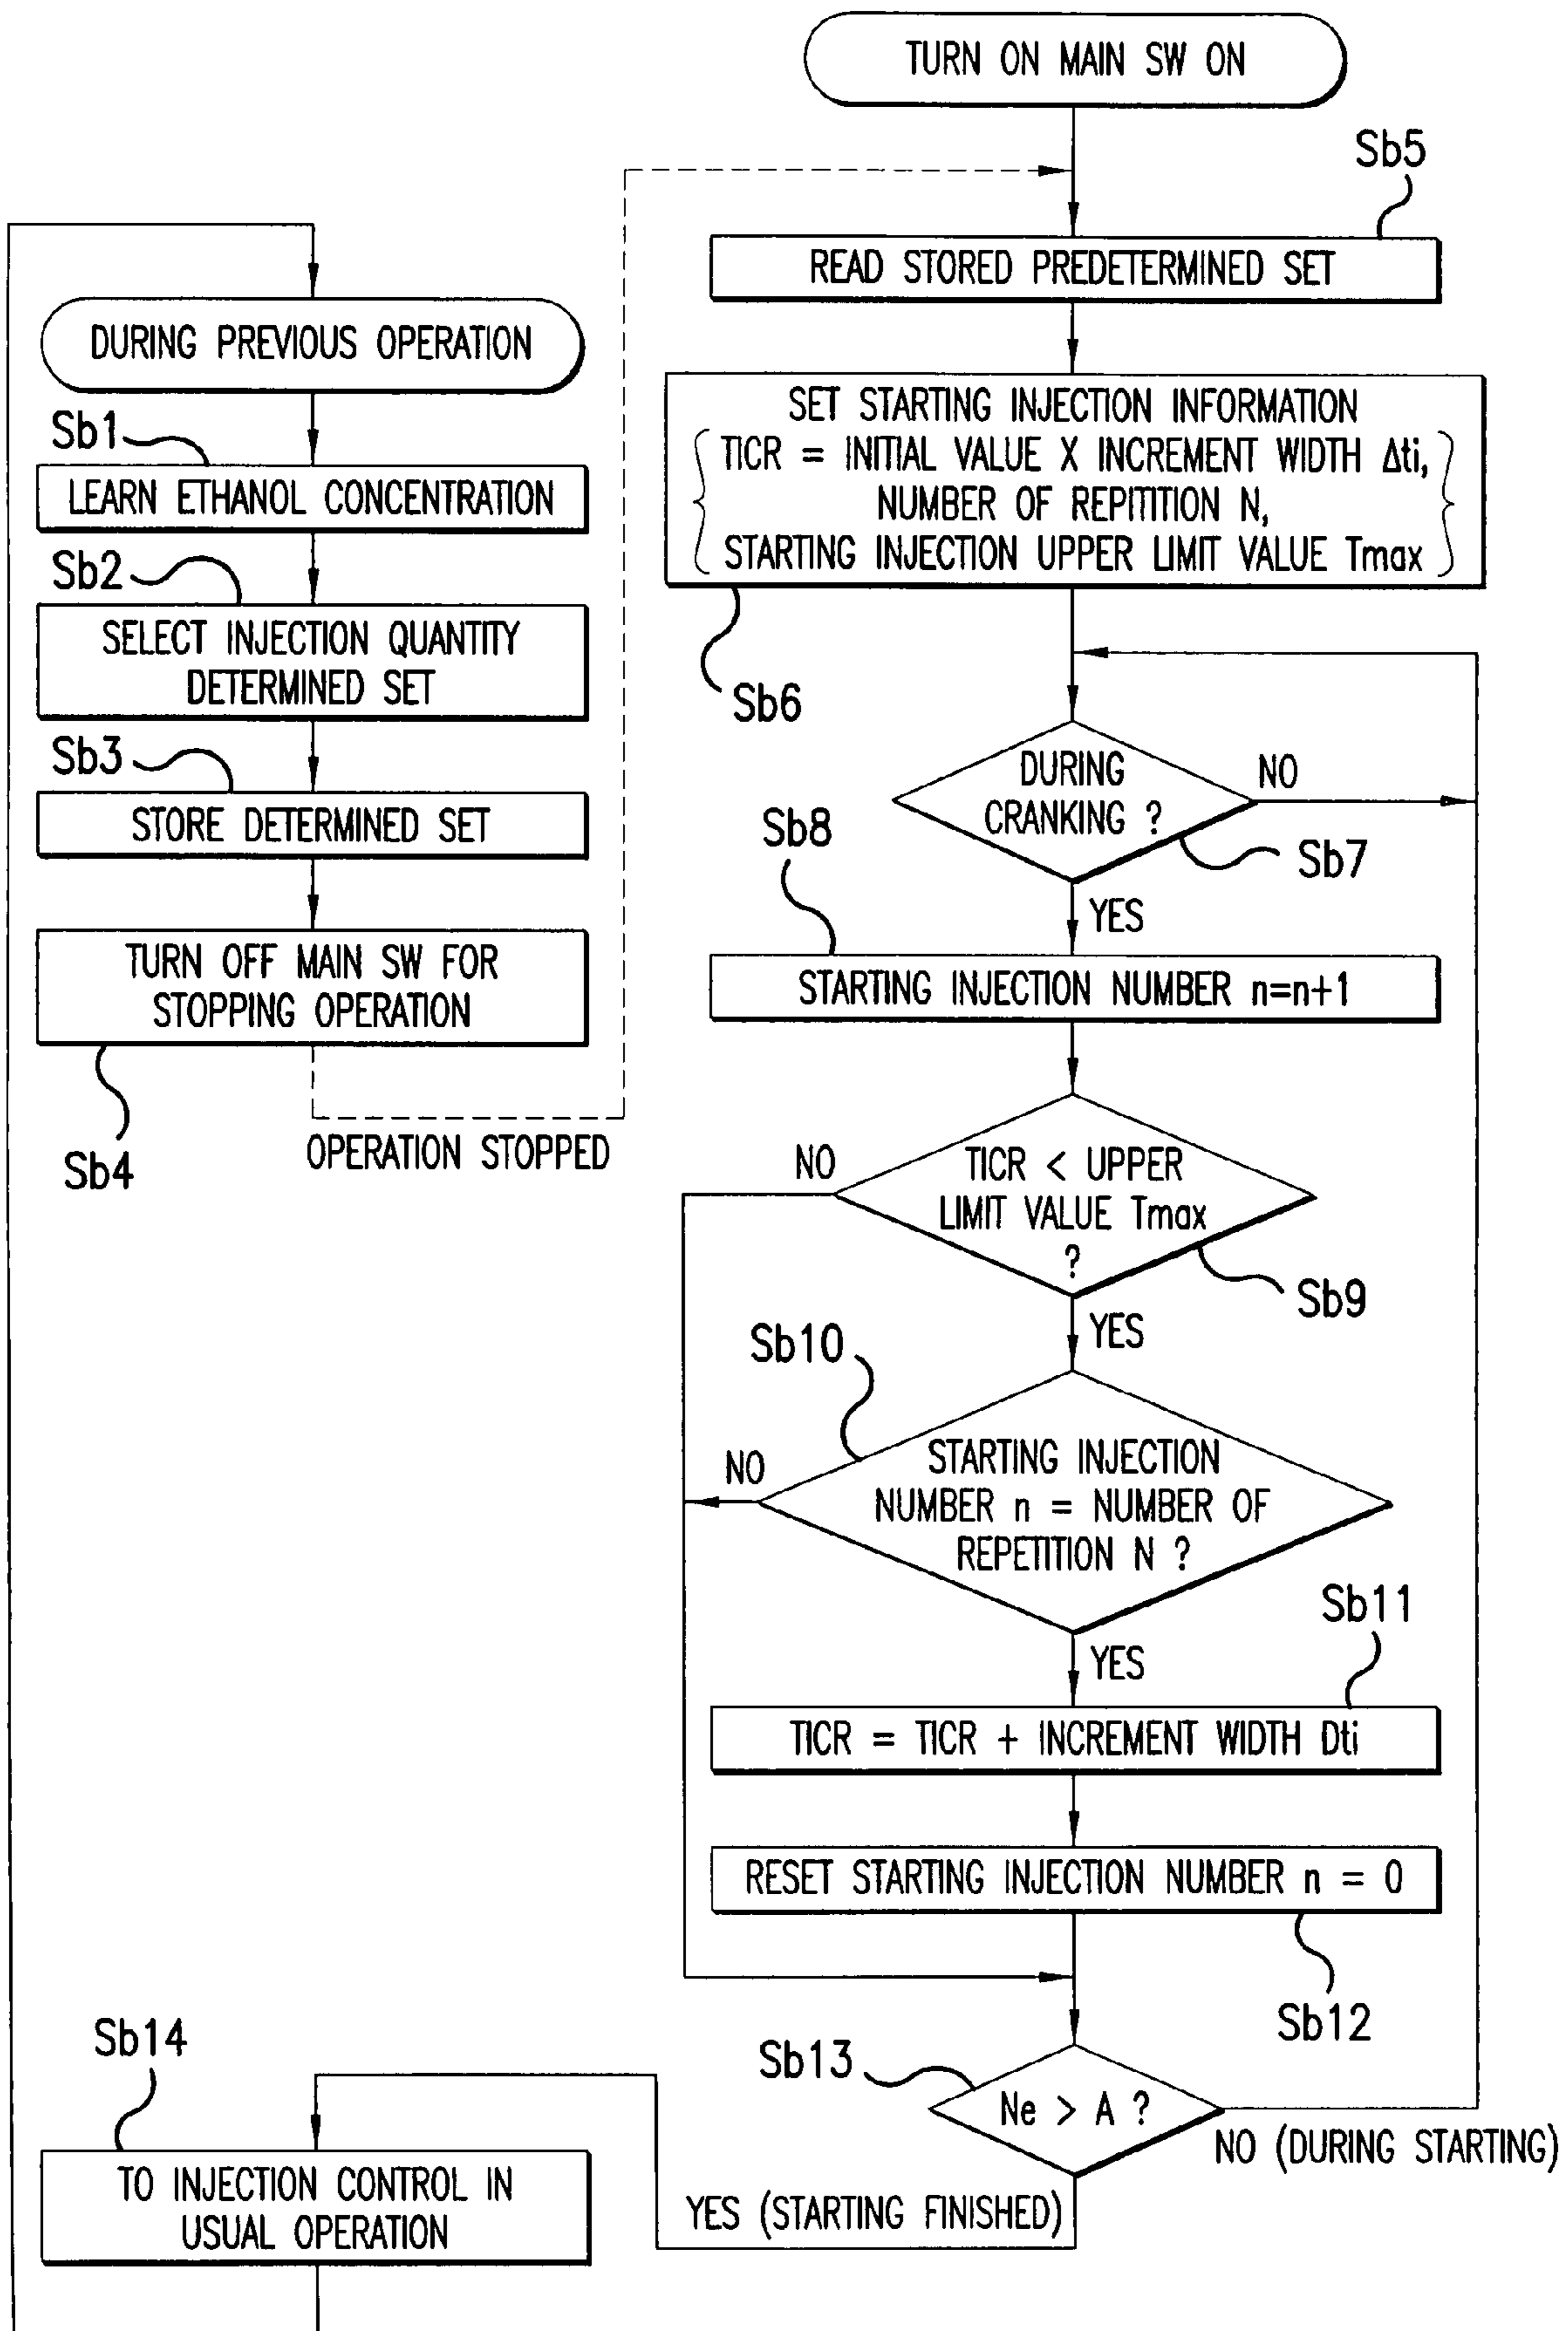 TURN ON MAIN SW ON
Sb5
READ STORED PREDETERMINED SET
SET STARTING INJECTION INFORMATION
TICR = INITIAL VALUE X INCREMENT WIDTH Δti,
NUMBER OF REPITITION N,
STARTING INJECTION UPPER LIMIT VALUE Tmax
Sb6
DURING PREVIOUS OPERATION
Sb1
LEARN ETHANOL CONCENTRATION
Sb2
SELECT INJECTION QUANTITY
DETERMINED SET
Sb3
STORE DETERMINED SET
TURN OFF MAIN SW FOR
STOPPING OPERATION
Sb4
OPERATION STOPPED
DURING
CRANKING ?
NO
Sb7
YES
Sb8
STARTING INJECTION NUMBER n=n+1
TICR < UPPER
LIMIT VALUE Tmax
?
NO
Sb9
YES
Sb10
STARTING INJECTION
NUMBER n = NUMBER OF
REPETITION N ?
NO
YES
Sb11
TICR = TICR + INCREMENT WIDTH Dti
RESET STARTING INJECTION NUMBER n = 0
Sb12
Sb13
Ne > A ?
NO (DURING STARTING)
YES (STARTING FINISHED)
Sb14
TO INJECTION CONTROL IN
USUAL OPERATION